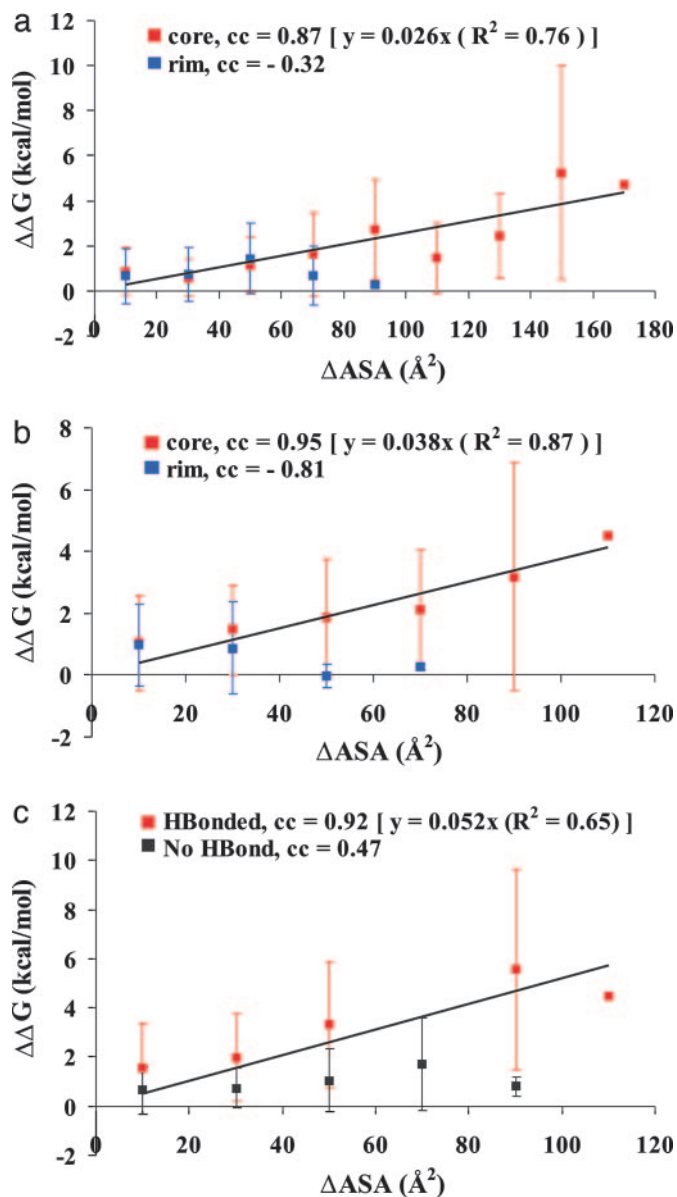 a
core, cc = 0.87 [ y = 0.026x ( R² = 0.76 ) ]
rim, cc = - 0.32
ΔΔG (kcal/mol)
12
10
8
6
4
2
0
-2
0 20 40 60 80 100 120 140 160 180
ΔASA (Å²)
b
core, cc = 0.95 [ y = 0.038x ( R² = 0.87 ) ]
rim, cc = - 0.81
ΔΔG (kcal/mol)
8
6
4
2
0
-2
0 20 40 60 80 100 120
ΔASA (Å²)
c
HBonded, cc = 0.92 [ y = 0.052x (R² = 0.65) ]
No HBond, cc = 0.47
ΔΔG (kcal/mol)
12
10
8
6
4
2
0
-2
0 20 40 60 80 100 120
ΔASA (Å²)